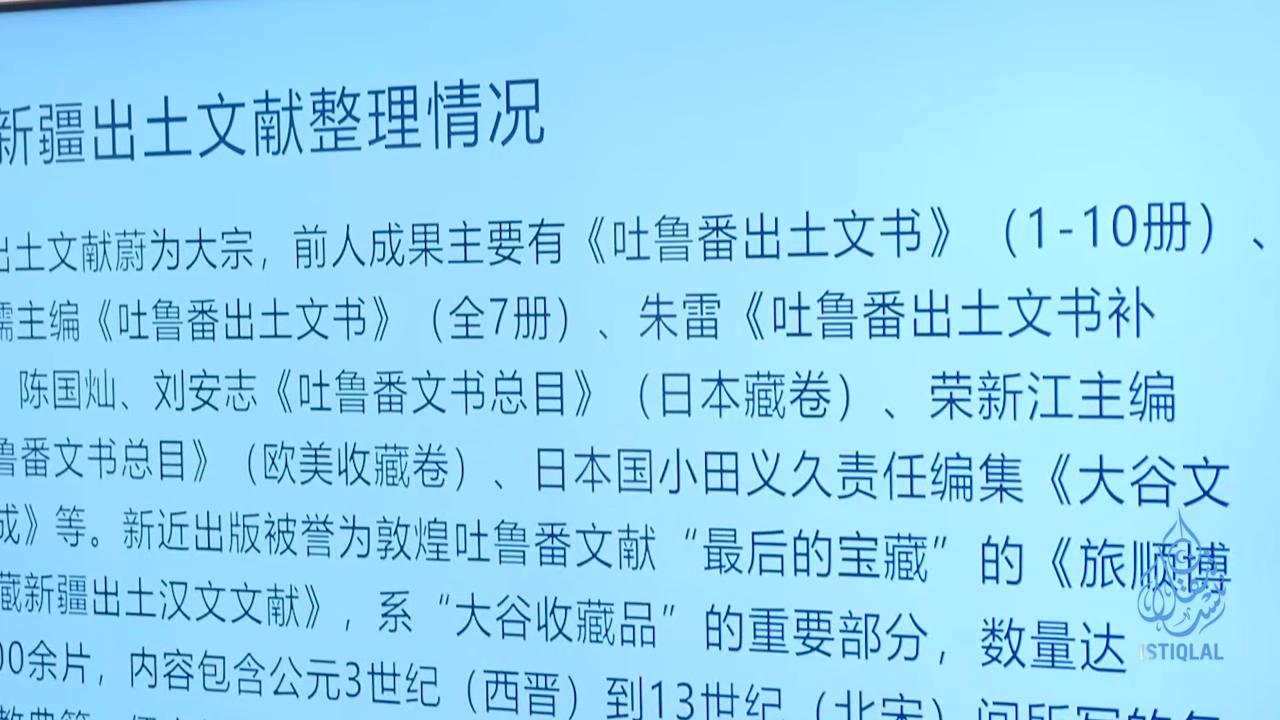 新疆出土文献整理情况
出土文献蔚为大宗，前人成果主要有《吐鲁番出土文书》（1-10册）、
主编《吐鲁番出土文书》（全7册）、朱雷《吐鲁番出土文书补
陈国灿、刘安志《吐鲁番文书总目》（日本藏卷）、荣新江主编
鲁番文书总目》（欧美收藏卷）、日本国小田义久责任编集《大谷文
成》等。新近出版被誉为敦煌吐鲁番文献“最后的宝藏”的《旅顺博
藏新疆出土汉文文献》，系“大谷收藏品”的重要部分，数量达
00余片，内容包含公元3世纪（西晋）到13世纪（北宋）间所写的
ISTIQLAL